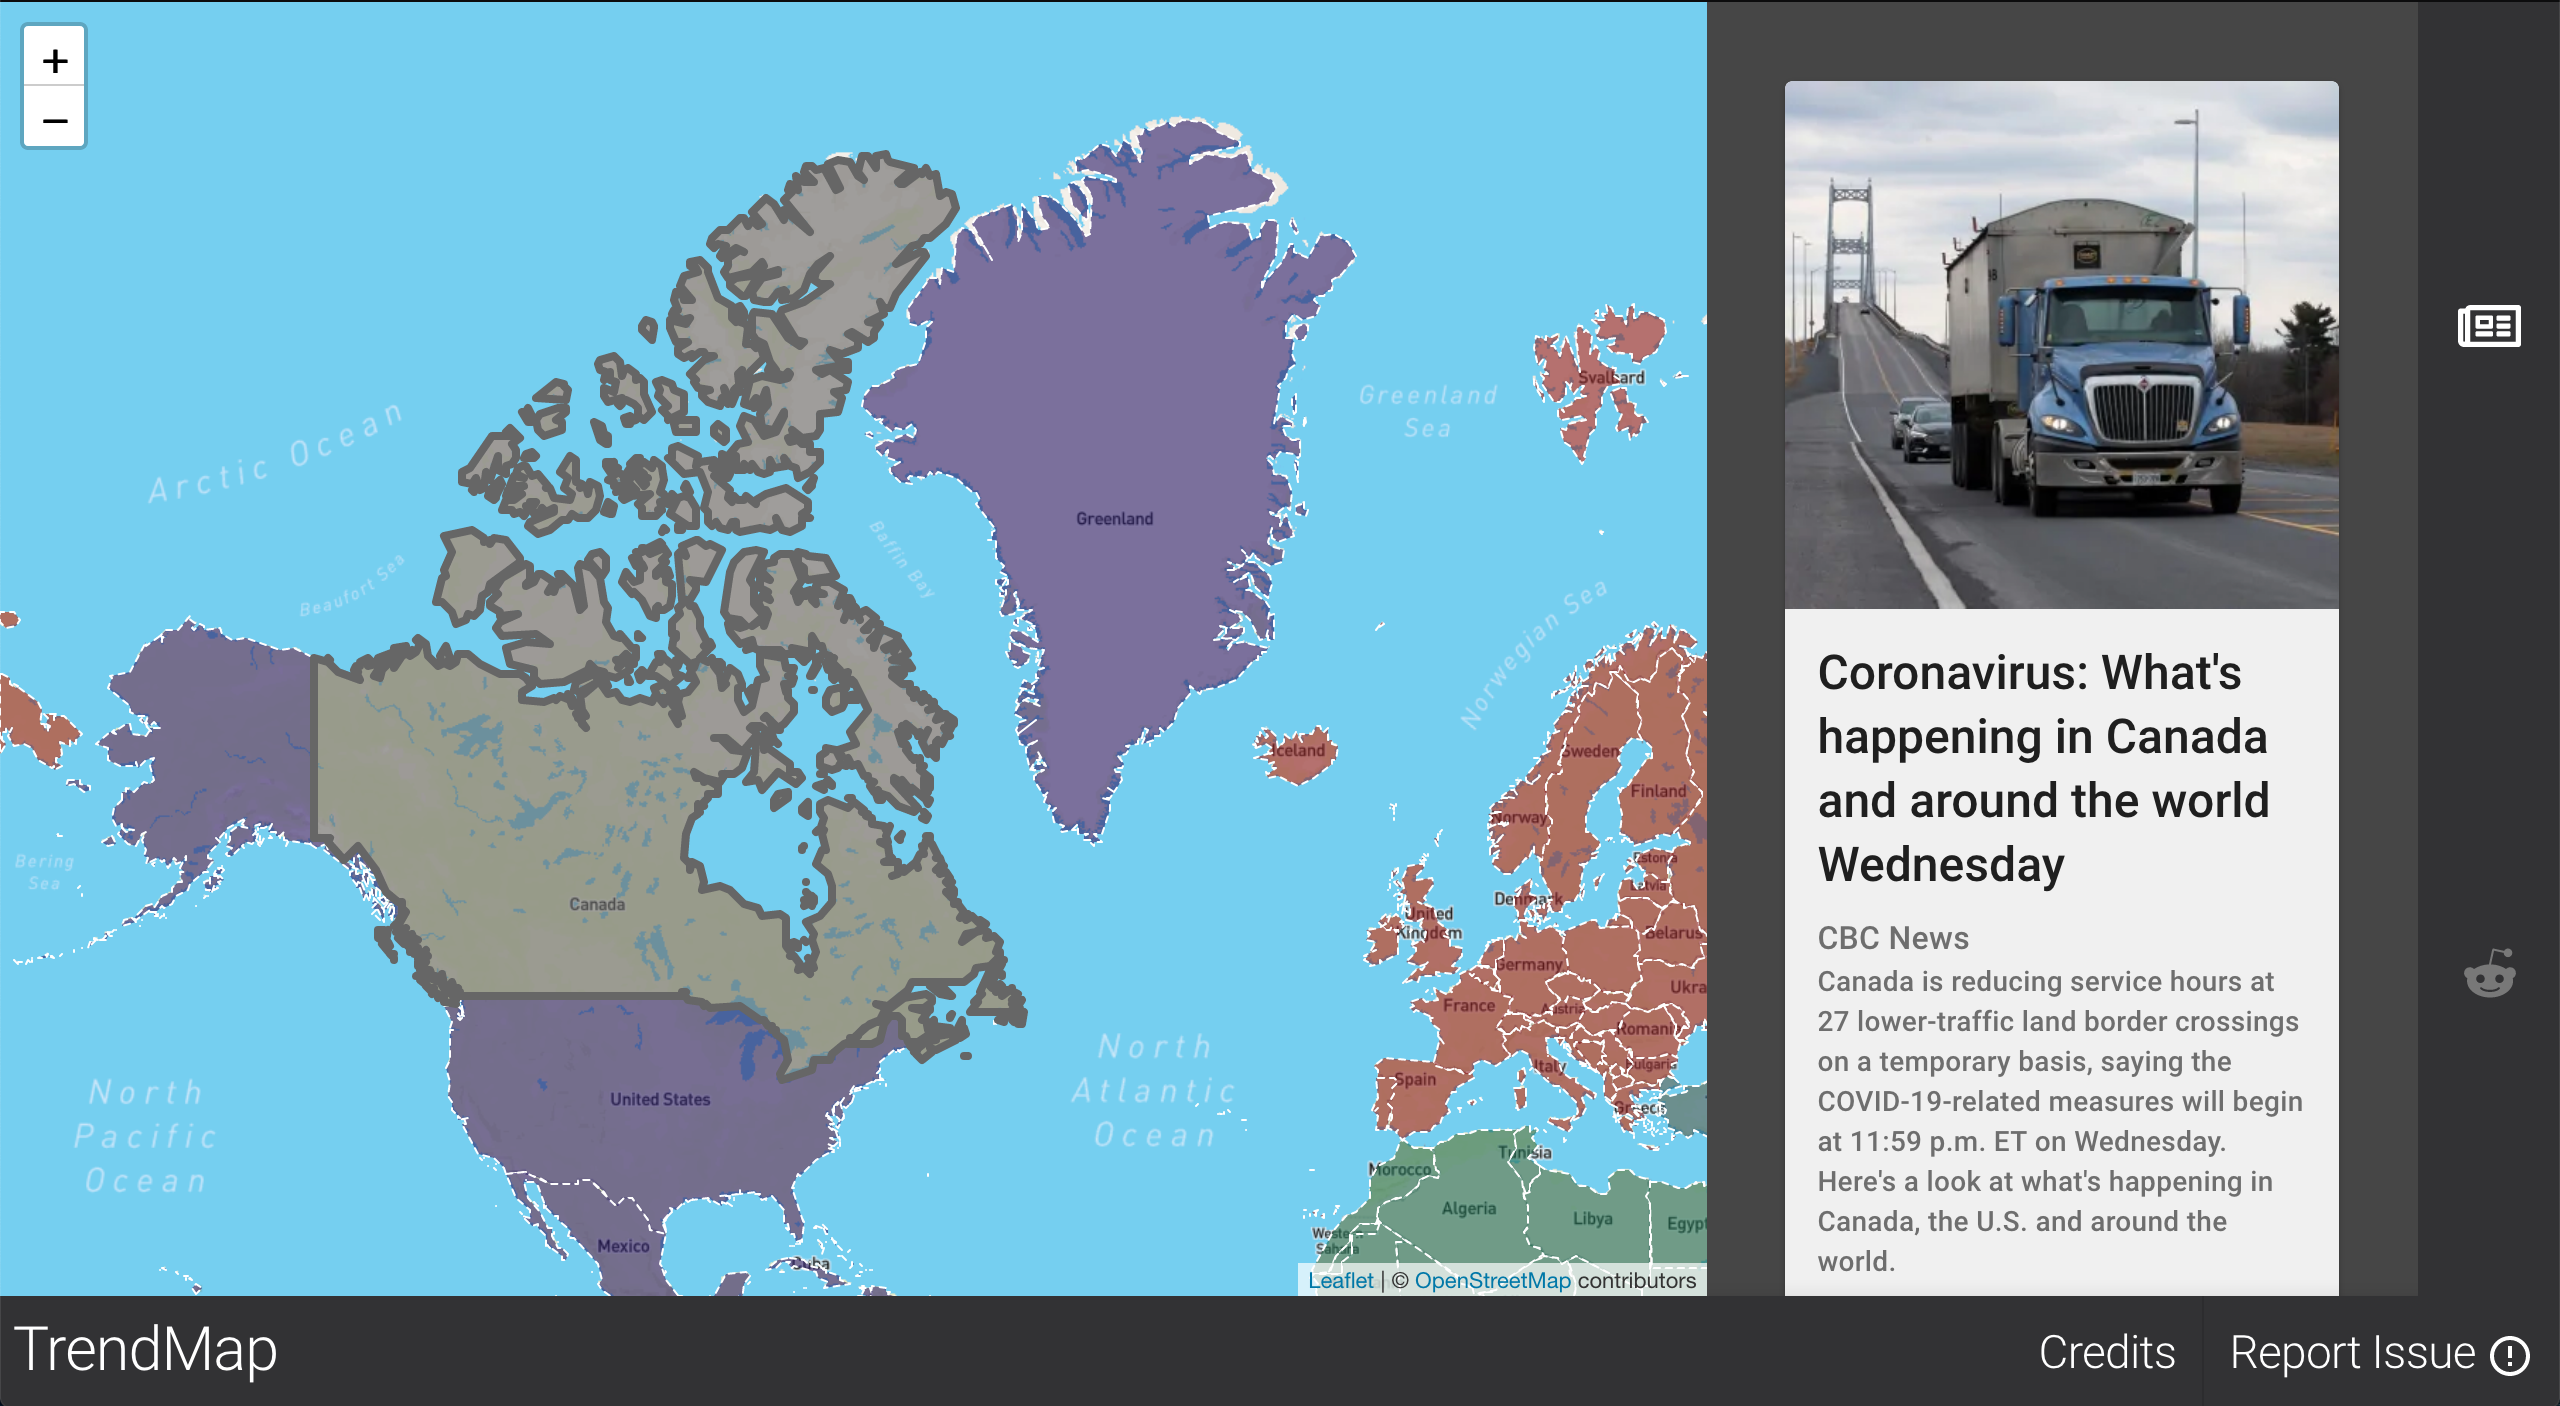 +
−
Arctic Ocean
Beaufort Sea
Baffin Bay
Greenland
Greenland
Sea
Svalbard
Norwegian Sea
Iceland
Sweden
Finland
Norway
Estonia
Latvia
Denmark
United
Kingdom
Belarus
Germany
Ukra
France
Austria
Romani
Italy
Bulgaria
Spain
Greece
Bering
Sea
Canada
North
Pacific
Ocean
United States
North
Atlantic
Ocean
Mexico
Cuba
Morocco
Tunisia
Algeria
Libya
Egypt
Western
Sahara
Leaflet | © OpenStreetMap contributors
Coronavirus: What's
happening in Canada
and around the world
Wednesday
CBC News
Canada is reducing service hours at
27 lower-traffic land border crossings
on a temporary basis, saying the
COVID-19-related measures will begin
at 11:59 p.m. ET on Wednesday.
Here's a look at what's happening in
Canada, the U.S. and around the
world.
TrendMap
Credits
Report Issue